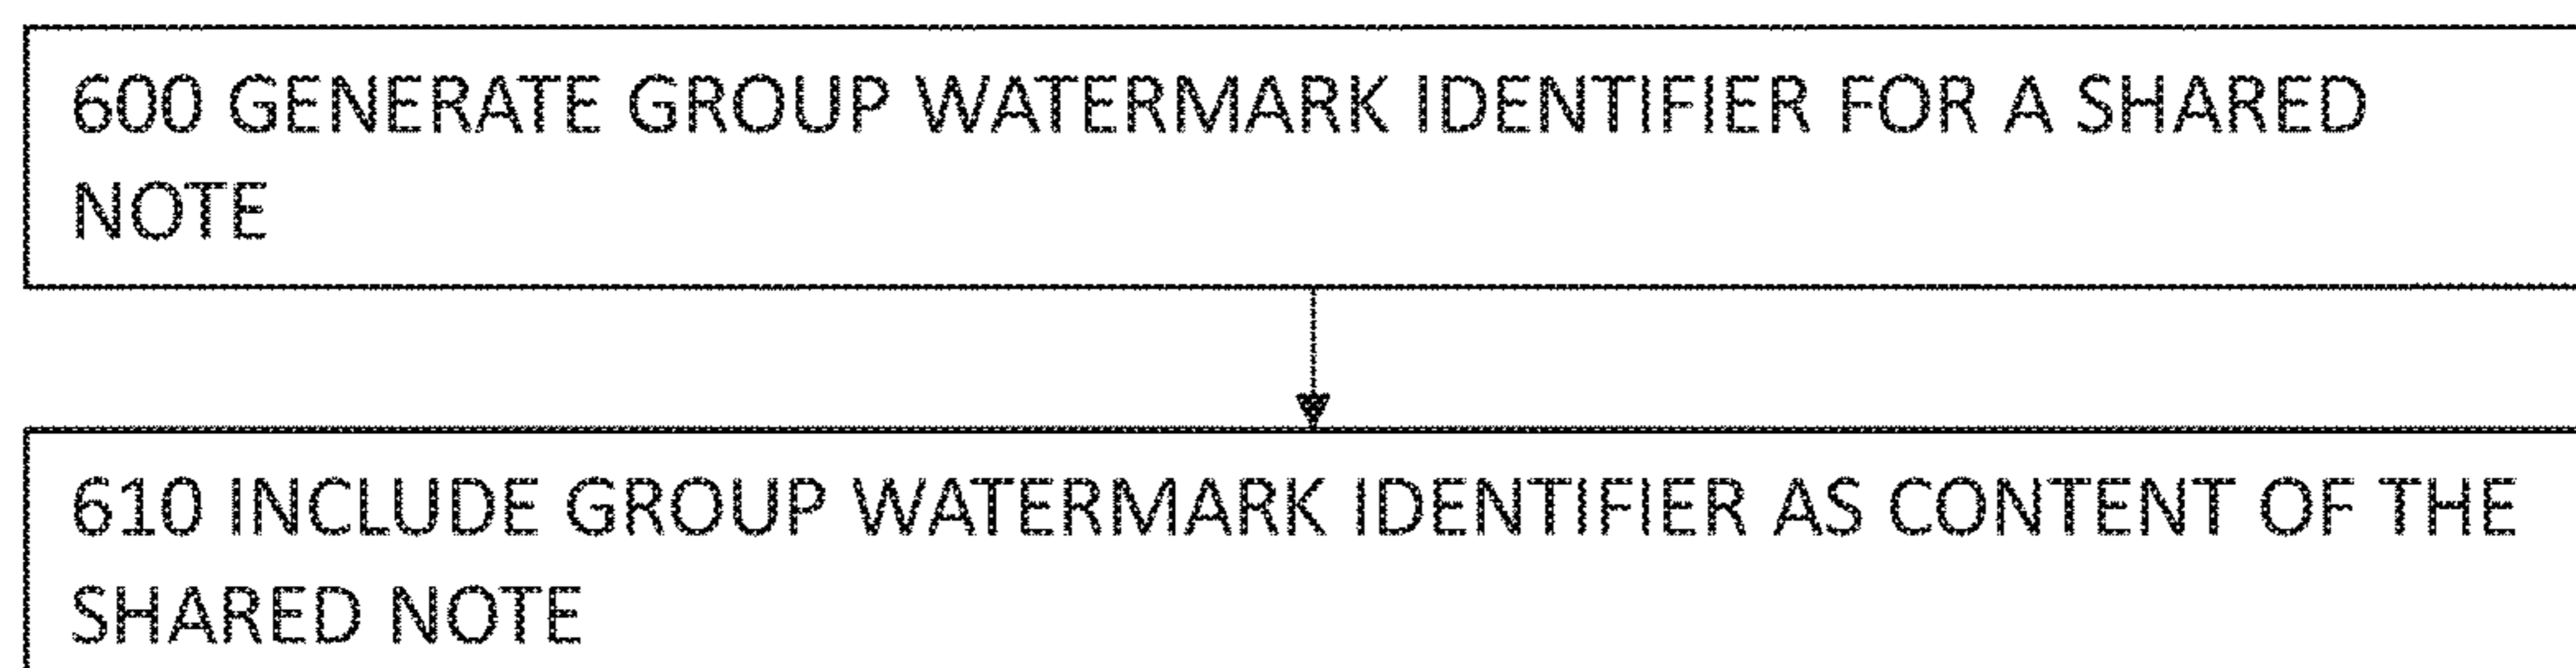 600 GENERATE GROUP WATERMARK IDENTIFIER FOR A SHARED
NOTE
610 INCLUDE GROUP WATERMARK IDENTIFIER AS CONTENT OF THE
SHARED NOTE